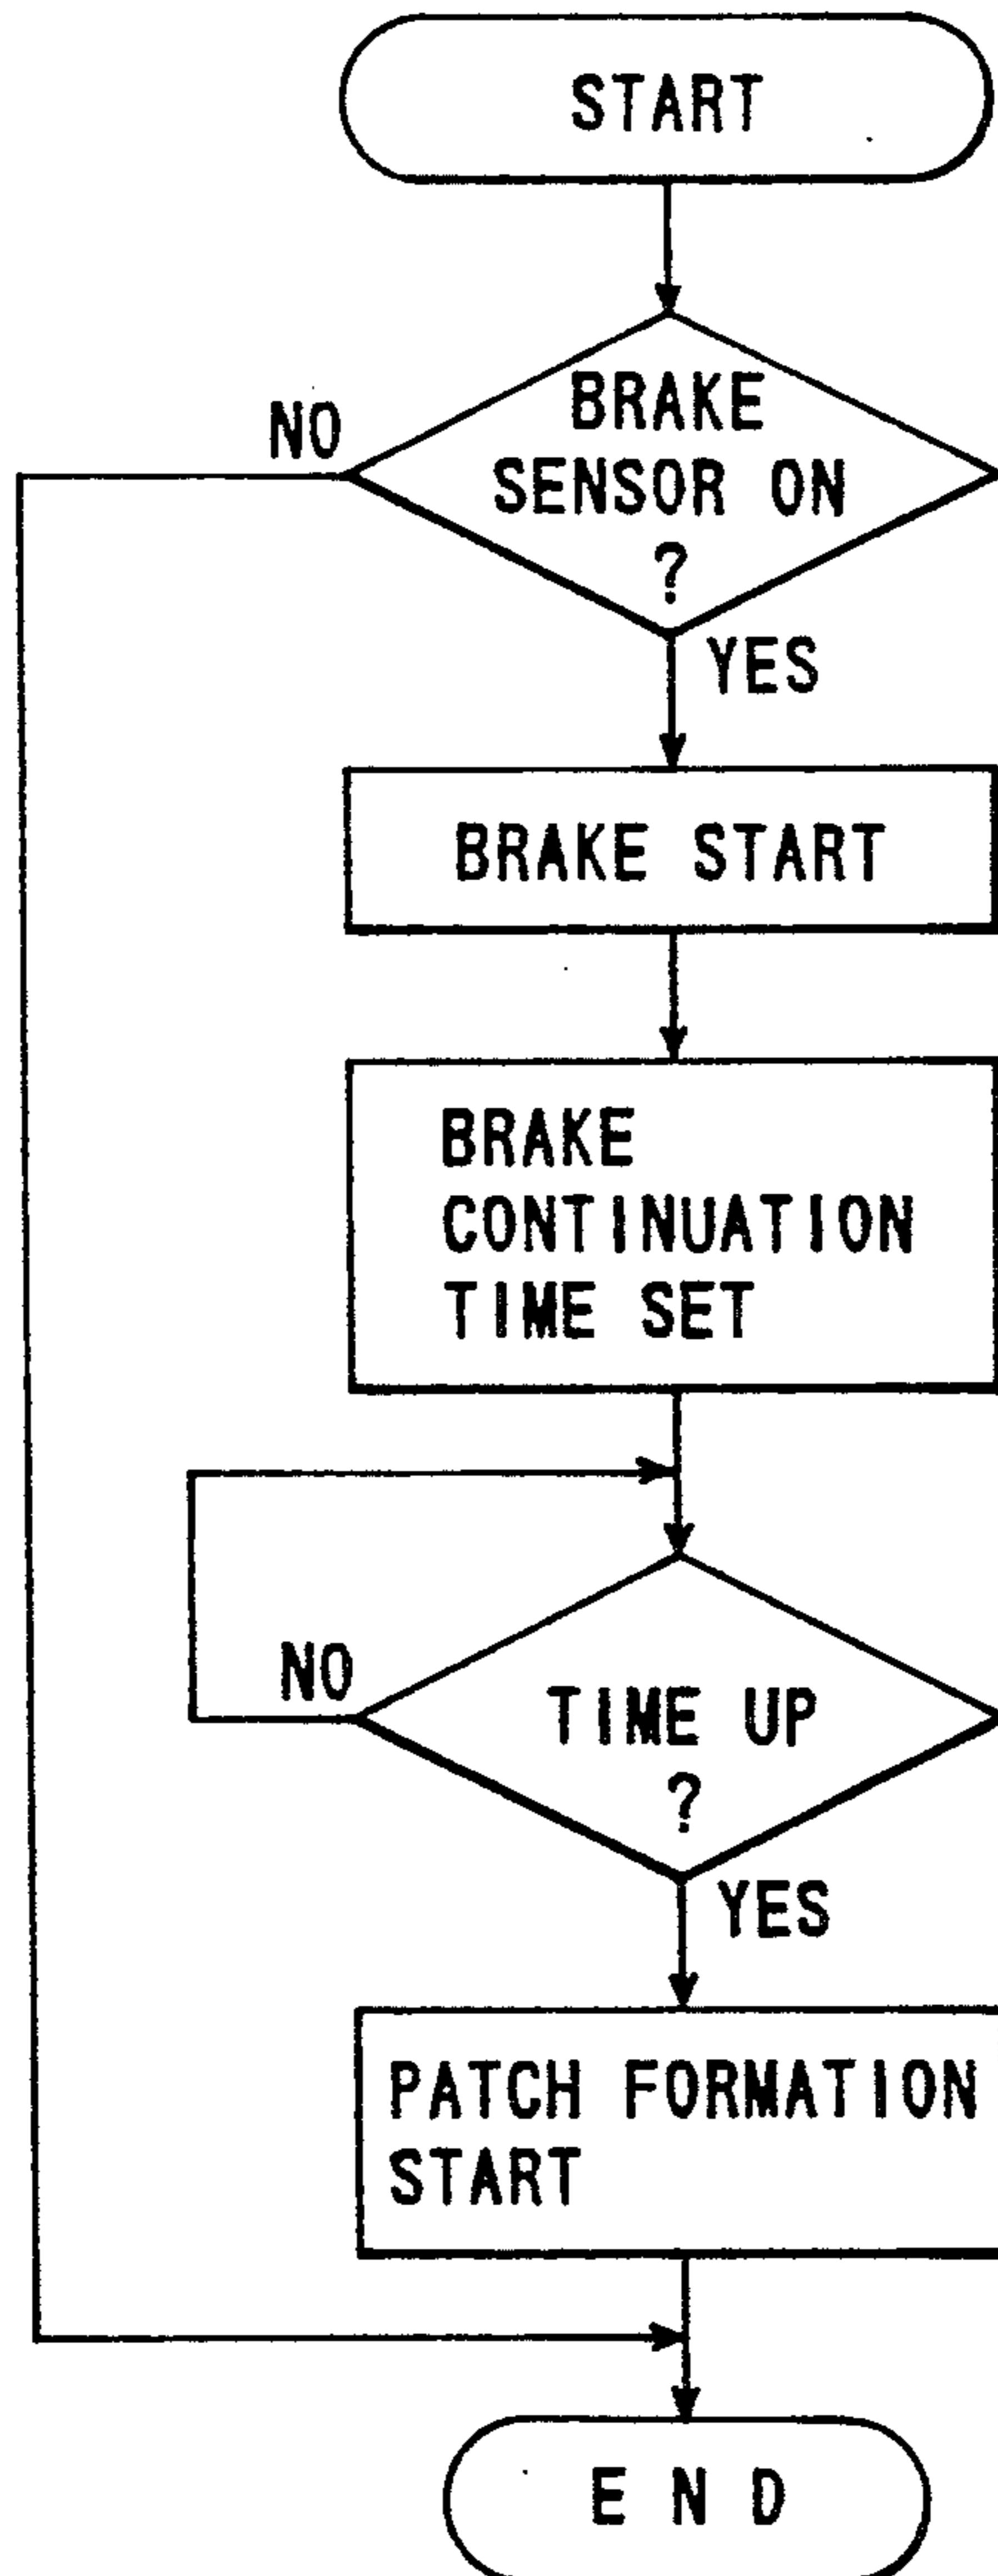 START
NO
BRAKE
SENSOR ON
?
YES
BRAKE START
BRAKE
CONTINUATION
TIME SET
NO
TIME UP
?
YES
PATCH FORMATION
START
END